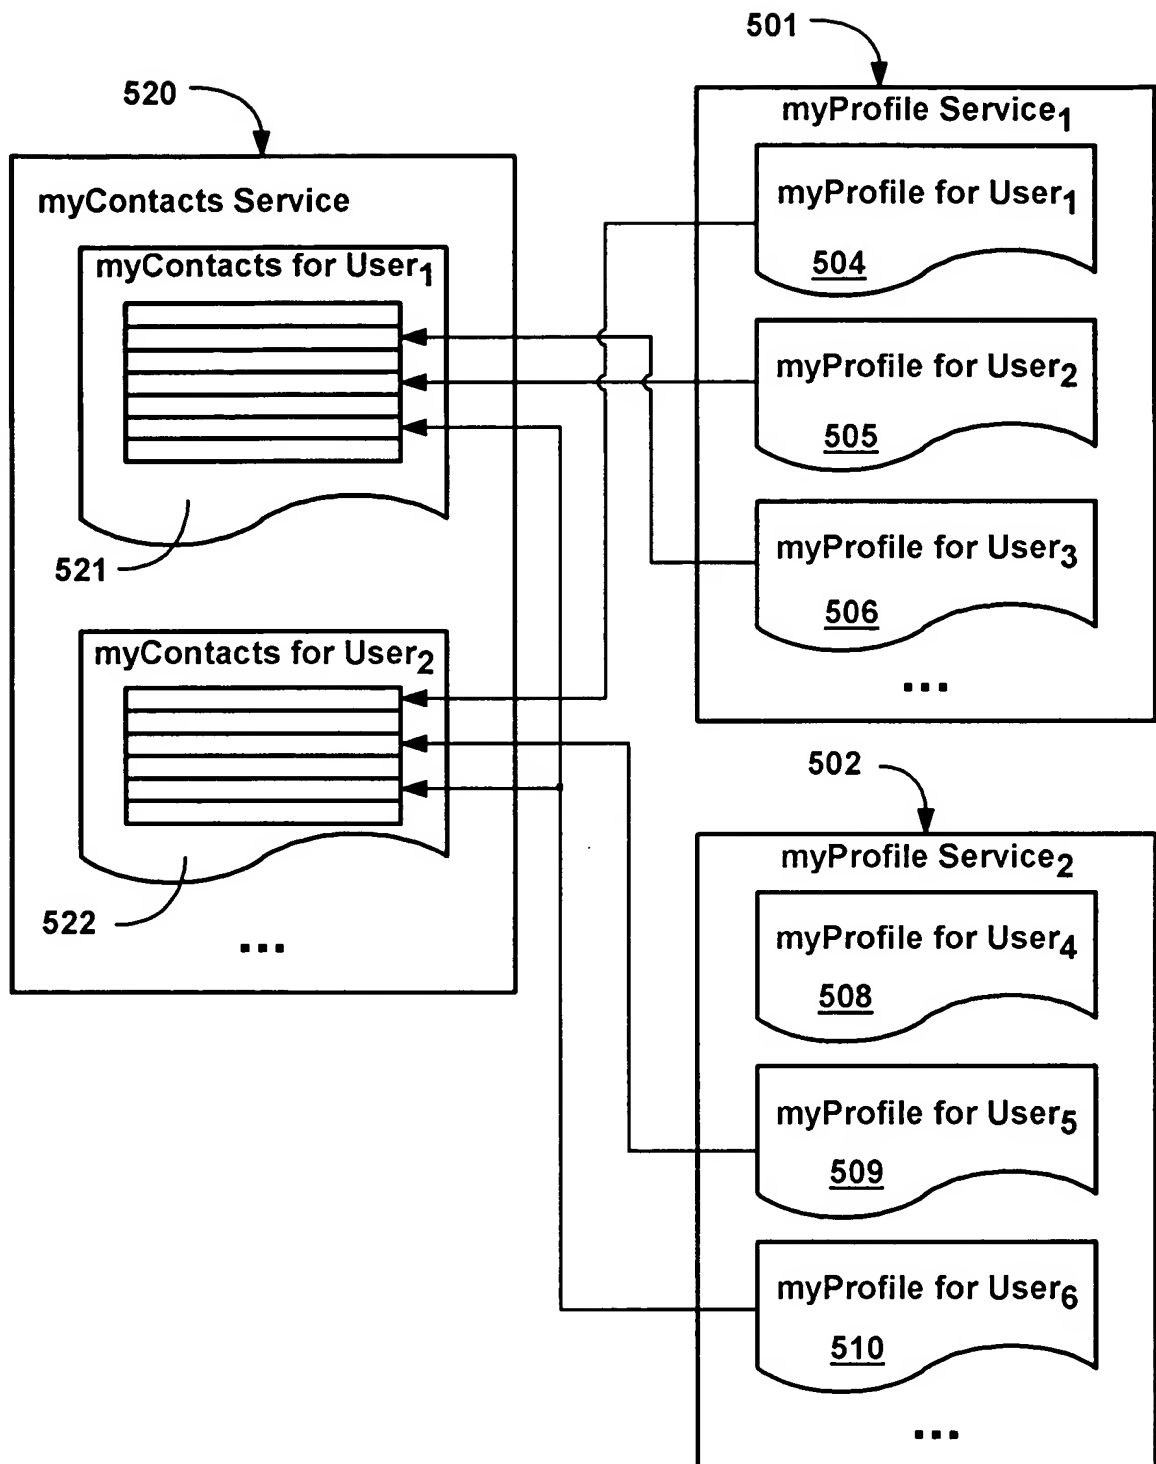 520
myContacts Service
myContacts for User1
521
myContacts for User2
522
...
501
myProfile Service1
myProfile for User1
504
myProfile for User2
505
myProfile for User3
506
...
502
myProfile Service2
myProfile for User4
508
myProfile for User5
509
myProfile for User6
510
...